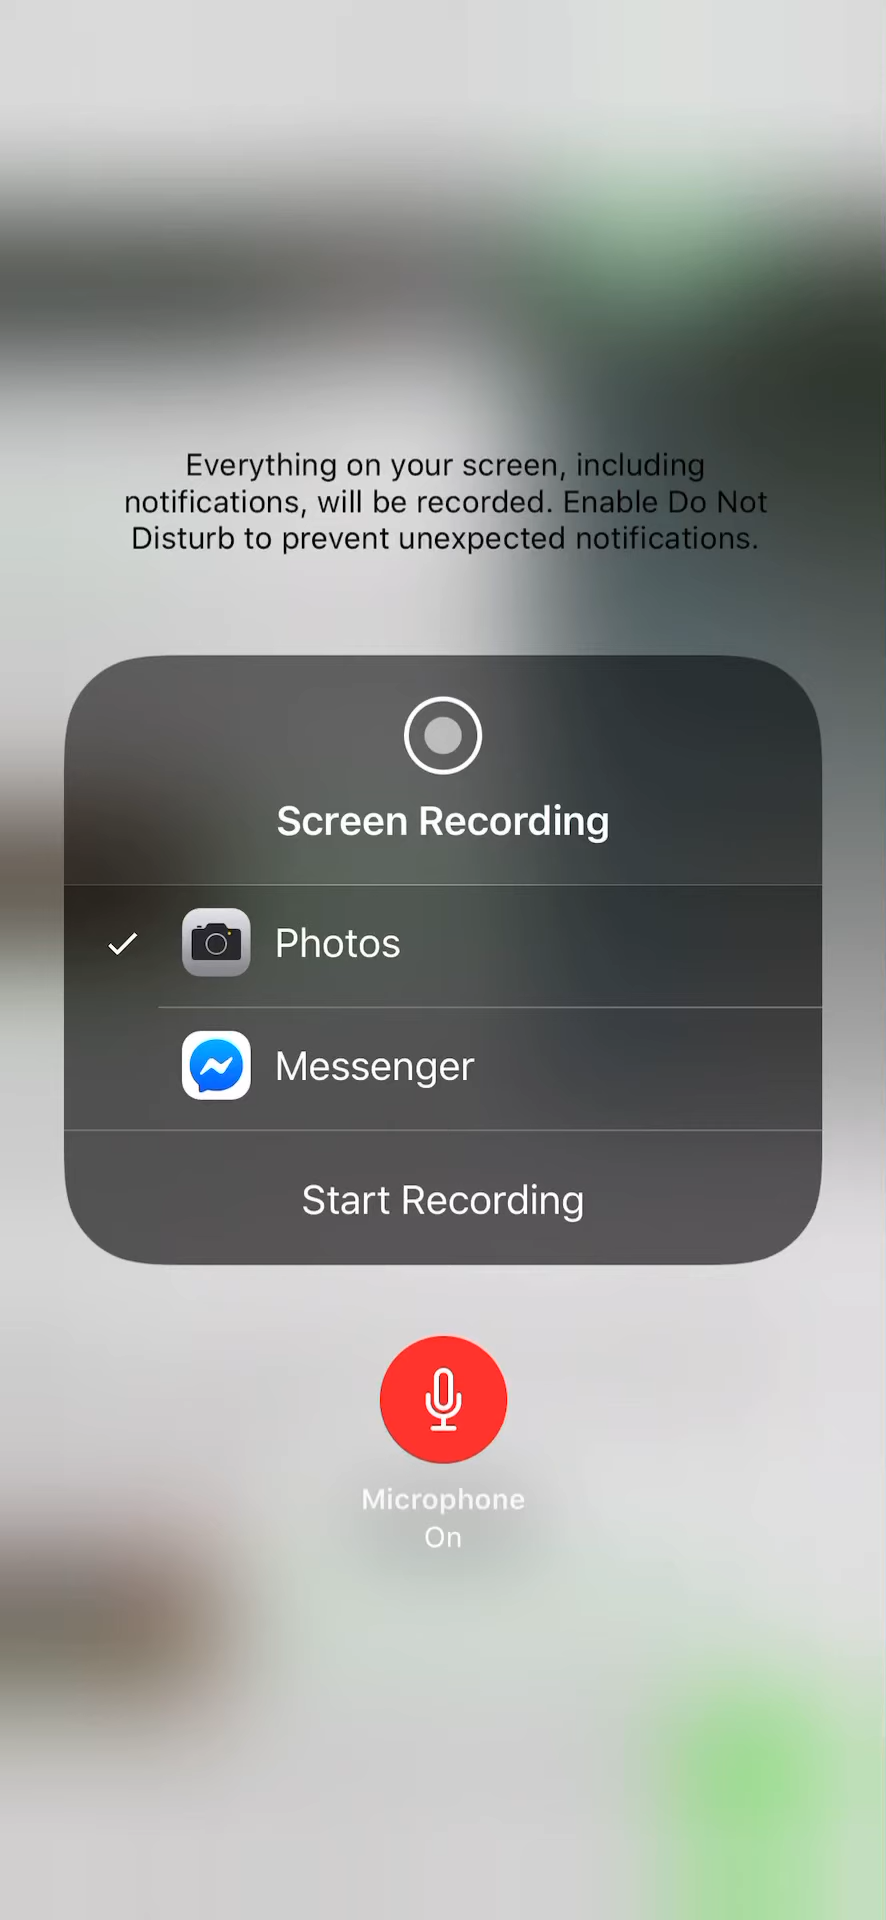 Everything on your screen, including
notifications, will be recorded. Enable Do Not
Disturb to prevent unexpected notifications.
Screen Recording
Photos
Messenger
Start Recording
Microphone
On